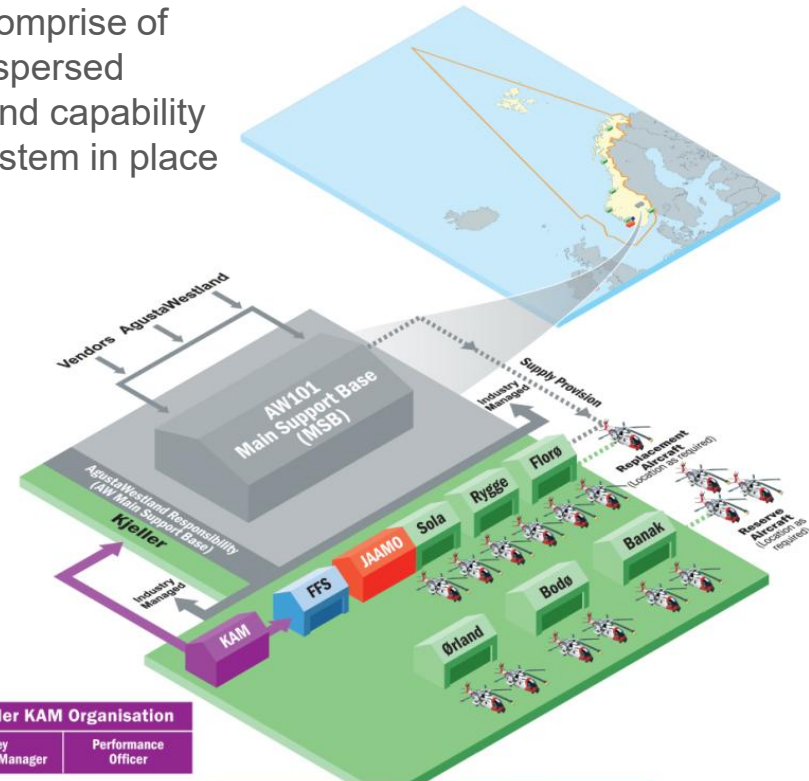 omprise of
spersed
nd capability
stem in place
Vendors
AgustaWestland
AW101
Main Support Base
(MSB)
Supply Provision
Industry
Managed
Replacement
Aircraft
(Location as required)
Reserve
Aircraft
(Location as
required)
AgustaWestland Responsibility
(AW Main Support Base)
Kjeller
Industry
Managed
KAM
FFS
JAAMO
Sola
Rygge
Florø
Ørland
Bodø
Banak
ler KAM Organisation
ey
Manager
Performance
Officer